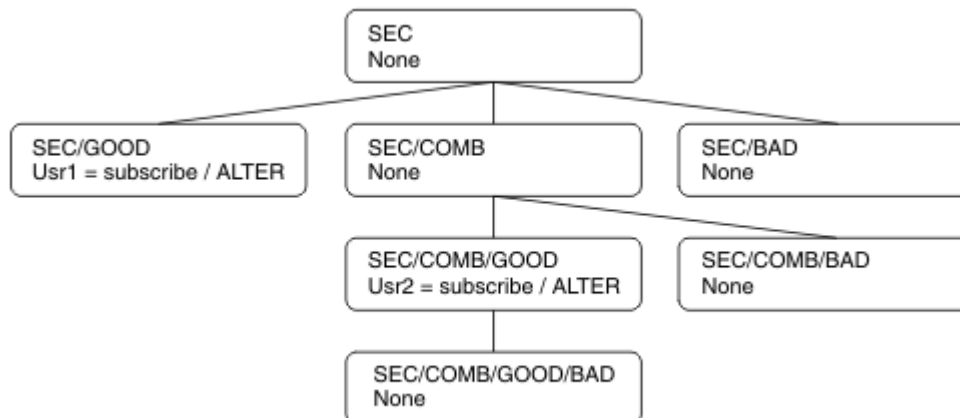 SEC
None
SEC/GOOD
Usr1 = subscribe / ALTER
SEC/COMB
None
SEC/BAD
None
SEC/COMB/GOOD
Usr2 = subscribe / ALTER
SEC/COMB/BAD
None
SEC/COMB/GOOD/BAD
None